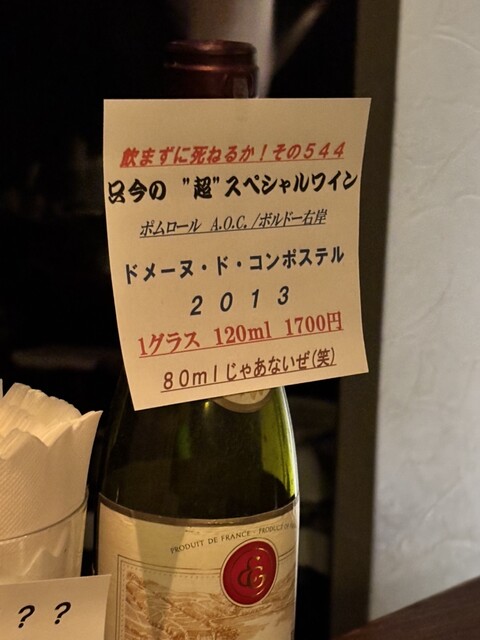 飲まずに死ねるか！その５４４
只今の "超"スペシャルワイン
ポムロール A.O.C./ボルドー右岸
ドメーヌ・ド・コンポステル
２０１３
1グラス 120ml 1700円
８０ｍｌじゃあないぜ(笑)
PRODUIT DE FRANCE - PRODUCT OF
？？